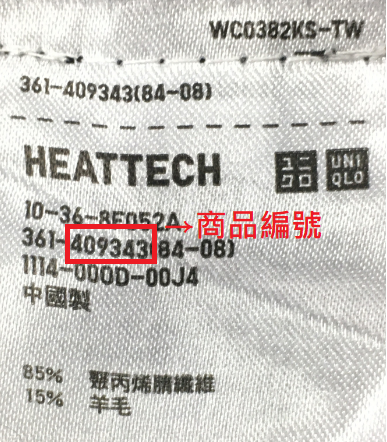 WC0382KS-TW
361-409343(84-08)
HEATTECH
ユニ
クロ
UNI
QLO
10-36-8F052A
361-409343(84-08)
→商品編號
1114-000D-00J4
中國製
85% 聚丙烯腈纖維
15% 羊毛